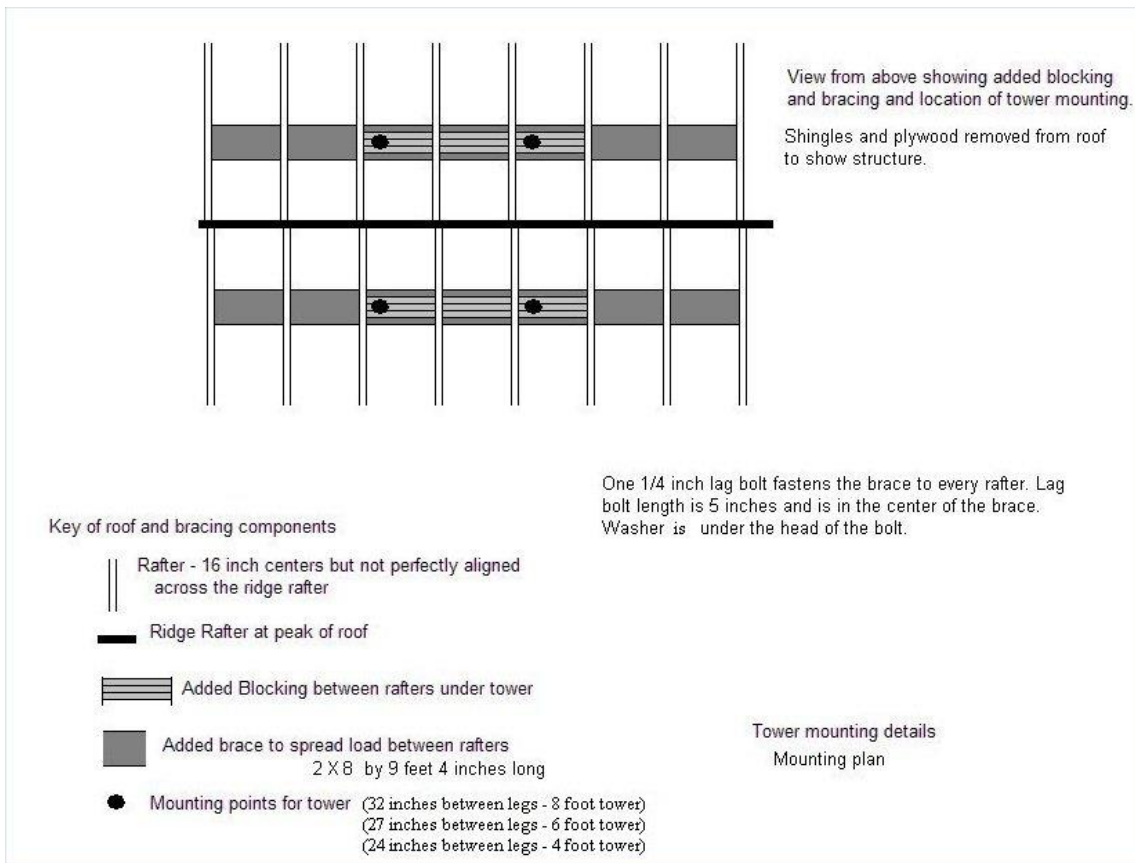 View from above showing added blocking
and bracing and location of tower mounting.
Shingles and plywood removed from roof
to show structure.
One 1/4 inch lag bolt fastens the brace to every rafter. Lag
bolt length is 5 inches and is in the center of the brace.
Washer is under the head of the bolt.
Key of roof and bracing components
Rafter - 16 inch centers but not perfectly aligned
across the ridge rafter
Ridge Rafter at peak of roof
Added Blocking between rafters under tower
Added brace to spread load between rafters
2 X 8 by 9 feet 4 inches long
Mounting points for tower (32 inches between legs - 8 foot tower)
(27 inches between legs - 6 foot tower)
(24 inches between legs - 4 foot tower)
Tower mounting details
Mounting plan